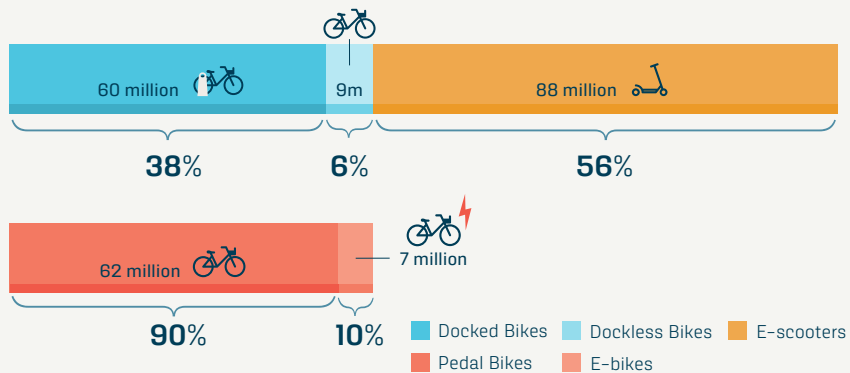 60 million
9m
88 million
38%
6%
56%
62 million
7 million
90%
10%
Docked Bikes
Dockless Bikes
E-scooters
Pedal Bikes
E-bikes